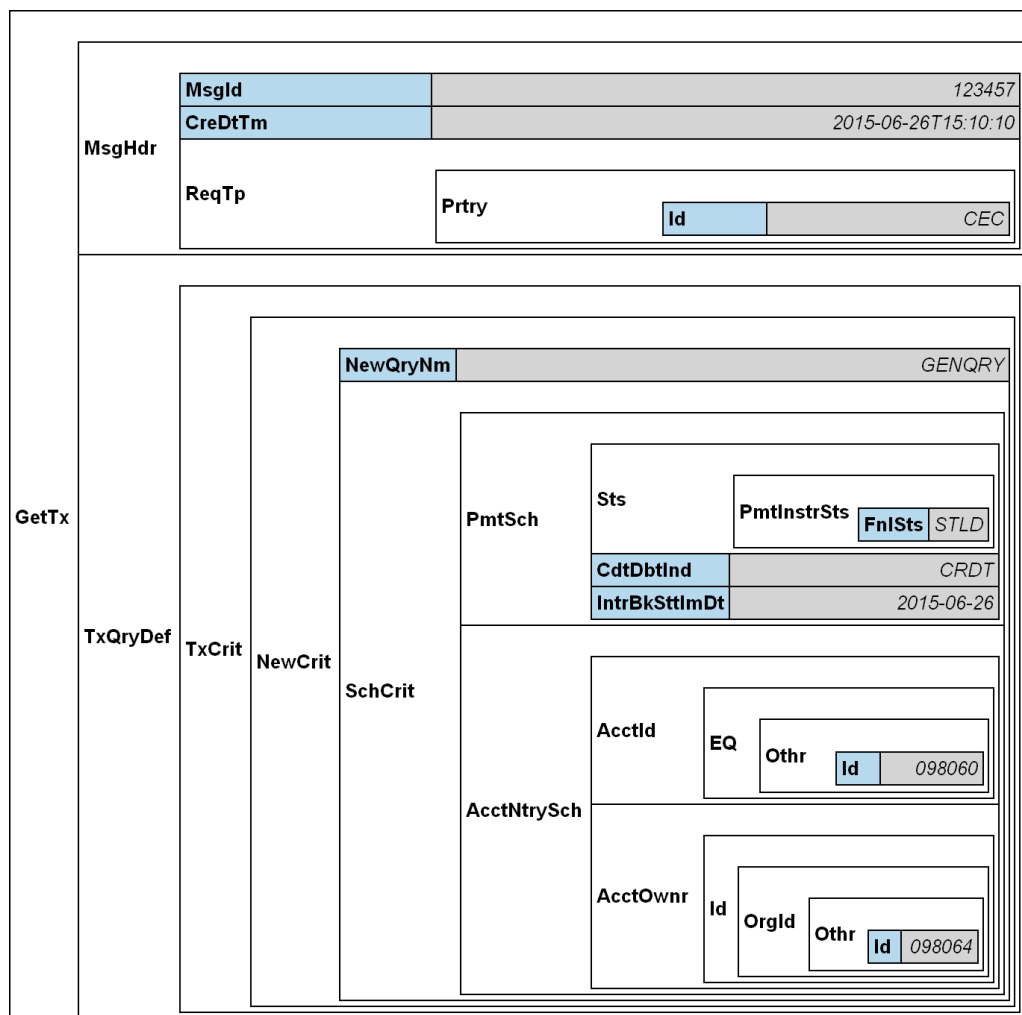 GetTx
MsgHdr
MsgId 123457
CreDtTm 2015-06-26T15:10:10
ReqTp
Prtry
Id CEC
TxQryDef
TxCrit
NewCrit
NewQryNm GENQRY
SchCrit
PmtSch
Sts
PmtInstrSts
FnlSts STLD
CdtDbtInd CRDT
IntrBkSttlmDt 2015-06-26
AcctNtrySch
AcctId
EQ
Othr
Id 098060
AcctOwnr
Id
OrgId
Othr
Id 098064